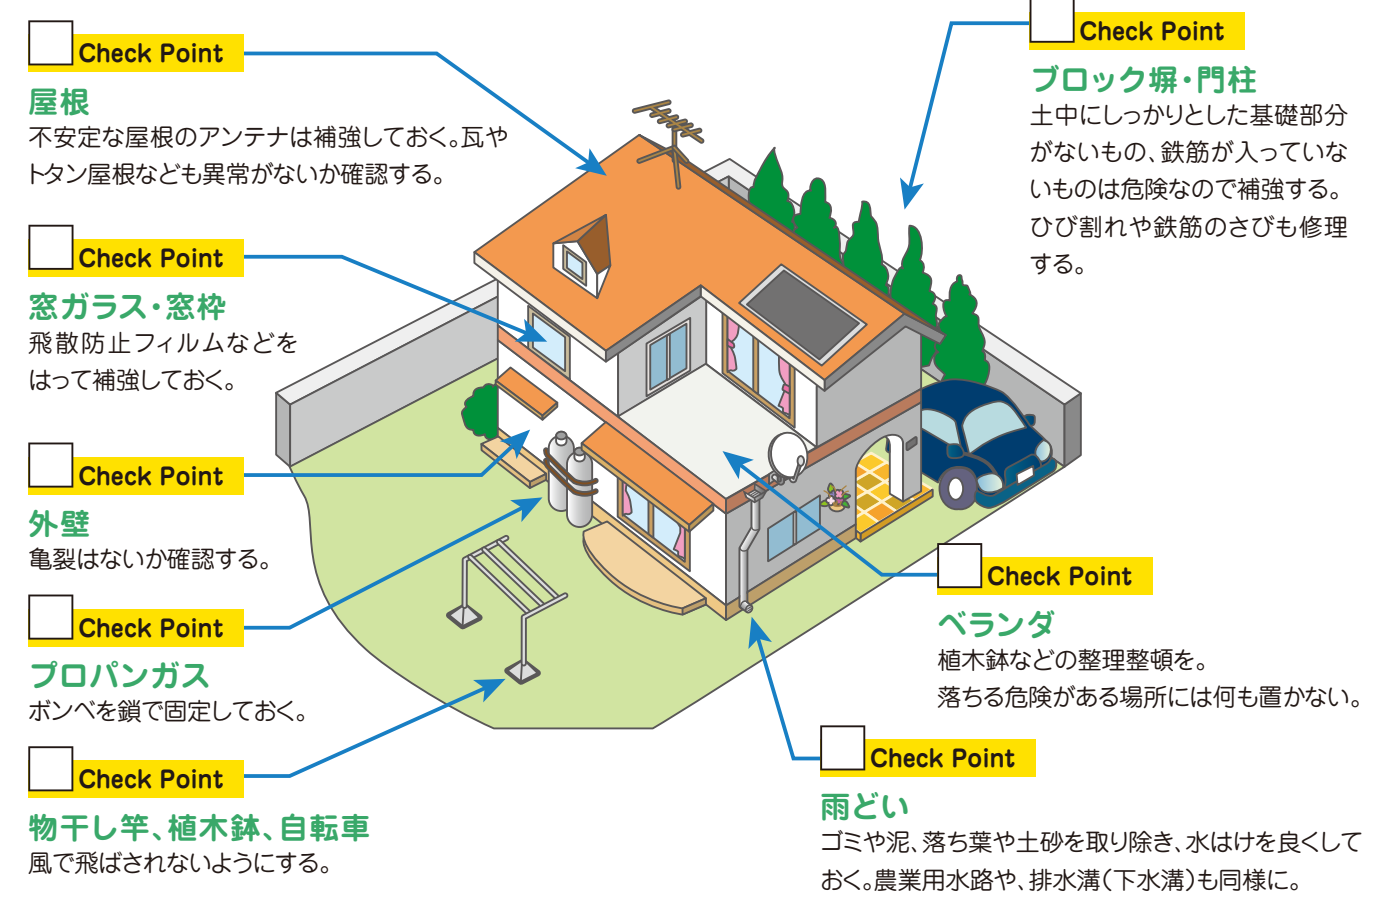 Check Point
屋根
不安定な屋根のアンテナは補強しておく。瓦や
トタン屋根なども異常がないか確認する。
Check Point
窓ガラス・窓枠
飛散防止フィルムなどを
はって補強しておく。
Check Point
外壁
亀裂はないか確認する。
Check Point
プロパンガス
ボンベを鎖で固定しておく。
Check Point
物干し竿、植木鉢、自転車
風で飛ばされないようにする。
Check Point
ブロック塀・門柱
土中にしっかりとした基礎部分
がないもの、鉄筋が入っていな
いものは危険なので補強する。
ひび割れや鉄筋のさびも修理
する。
Check Point
ベランダ
植木鉢などの整理整頓を。
落ちる危険がある場所には何も置かない。
Check Point
雨どい
ゴミや泥、落ち葉や土砂を取り除き、水はけを良くして
おく。農業用水路や、排水溝（下水溝）も同様に。